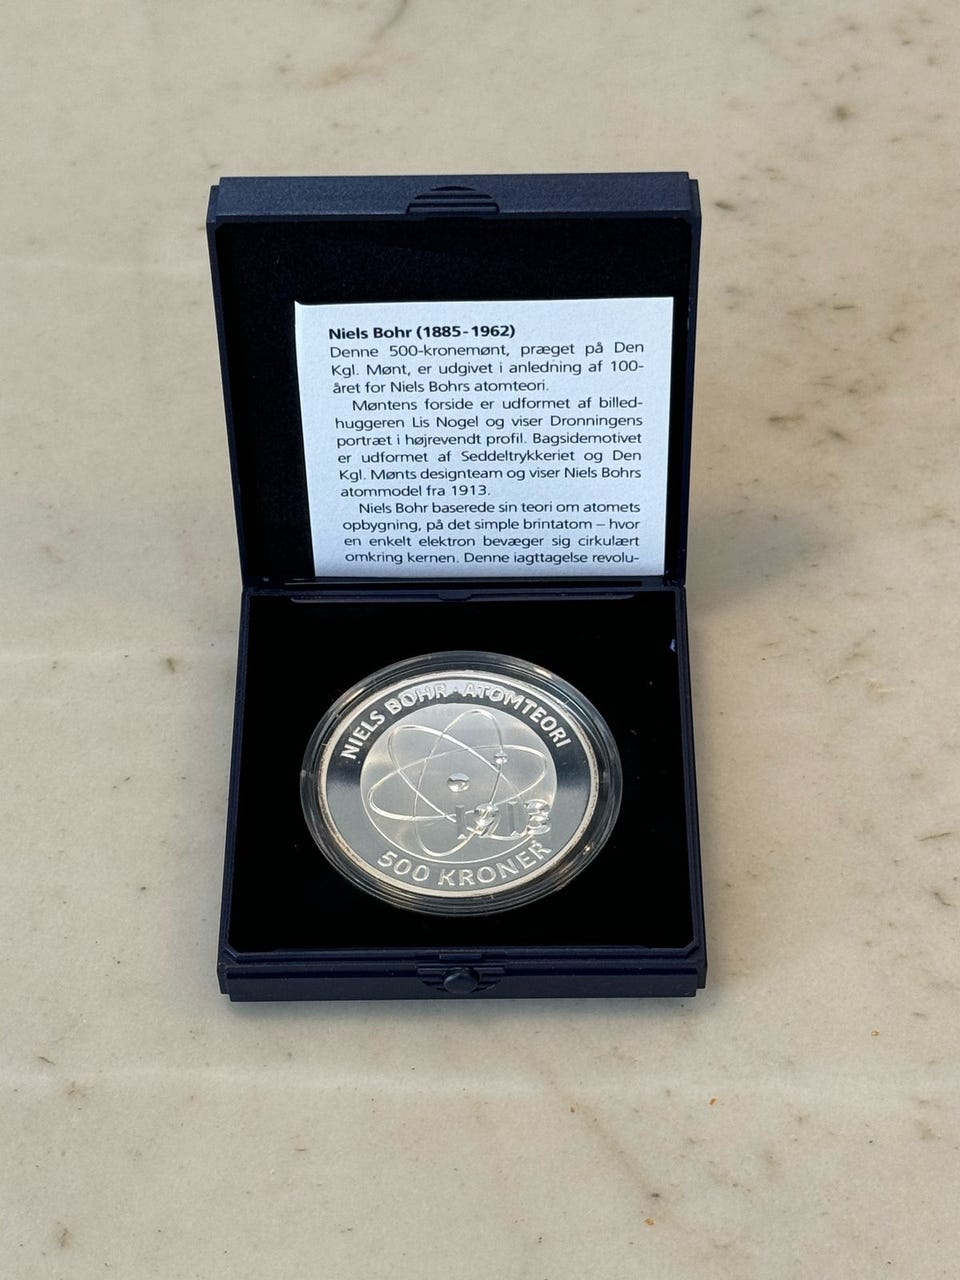 Niels Bohr (1885-1962)
Denne 500-kronemønt, præget på Den
Kgl. Mønt, er udgivet i anledning af 100-
året for Niels Bohrs atomteori.
Møntens forside er udformet af billed-
huggeren Lis Nogel og viser Dronningens
portræt i højrevendt profil. Bagsidemotivet
er udformet af Seddeltrykkeriet og Den
Kgl. Mønts designteam og viser Niels Bohrs
atommodel fra 1913.
Niels Bohr baserede sin teori om atomets
opbygning, på det simple brintatom – hvor
en enkelt elektron bevæger sig cirkulært
omkring kernen. Denne iagttagelse revolu-
NIELS BOHR · ATOMTEORI
1913
500 KRONER